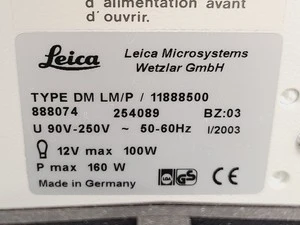 d'alimentation avant
d'ouvrir.
Leica
Leica Microsystems
Wetzlar GmbH
TYPE DM LM/P / 11888500
888074 254089 BZ:03
U 90V-250V ~ 50-60Hz I/2003
12V max 100W
P max 160 W
Made in Germany
GS